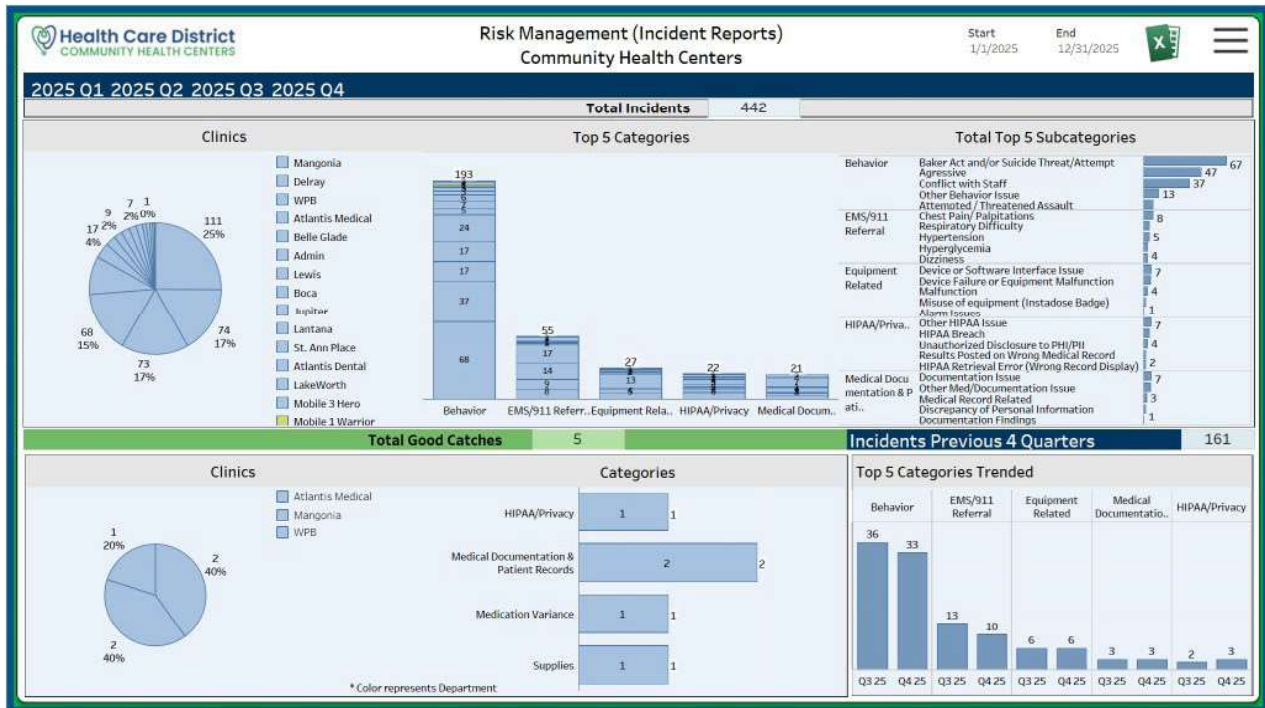 Health Care District
COMMUNITY HEALTH CENTERS
Risk Management (Incident Reports)
Community Health Centers
Start
1/1/2025
End
12/31/2025
2025 Q1 2025 Q2 2025 Q3 2025 Q4
Total Incidents 442
Clinics
111
25%
74
17%
73
17%
68
15%
17
4%
9
2%
7
2%
1
0%
Mangonia
Delray
WPB
Atlantis Medical
Belle Glade
Admin
Lewis
Boca
Jupiter
Lantana
St. Ann Place
Atlantis Dental
LakeWorth
Mobile 3 Hero
Mobile 1 Warrior
Top 5 Categories
193
5
24
17
17
37
68
Behavior
55
17
14
9
EMS/911 Referr..
27
13
Equipment Rela..
22
HIPAA/Privacy
21
Medical Docum..
Total Top 5 Subcategories
Behavior
Baker Act and/or Suicide Threat/Attempt 67
Agressive 47
Conflict with Staff 37
Other Behavior Issue 13
Attempted / Threatened Assault
EMS/911
Referral
Chest Pain/ Palpitations 8
Respiratory Difficulty
Hypertension 5
Hyperglycemia
Dizziness 4
Equipment
Related
Device or Software Interface Issue 7
Device Failure or Equipment Malfunction
Malfunction 4
Misuse of equipment (Instadose Badge)
Alarm Issues 1
HIPAA/Priva..
Other HIPAA Issue 7
HIPAA Breach
Unauthorized Disclosure to PHI/PII 4
Results Posted on Wrong Medical Record
HIPAA Retrieval Error (Wrong Record Display) 2
Medical Docu
mentation & P
ati..
Documentation Issue 7
Other Med/Documentation Issue
Medical Record Related 3
Discrepancy of Personal Information
Documentation Findings 1
Total Good Catches 5
Clinics
1
20%
2
40%
2
40%
Atlantis Medical
Mangonia
WPB
* Color represents Department
Categories
HIPAA/Privacy 1 1
Medical Documentation &
Patient Records 2 2
Medication Variance 1 1
Supplies 1 1
Incidents Previous 4 Quarters 161
Top 5 Categories Trended
Behavior
EMS/911
Referral
Equipment
Related
Medical
Documentatio..
HIPAA/Privacy
36 33 13 10 6 6 3 3 2 3
Q3 25 Q4 25 Q3 25 Q4 25 Q3 25 Q4 25 Q3 25 Q4 25 Q3 25 Q4 25